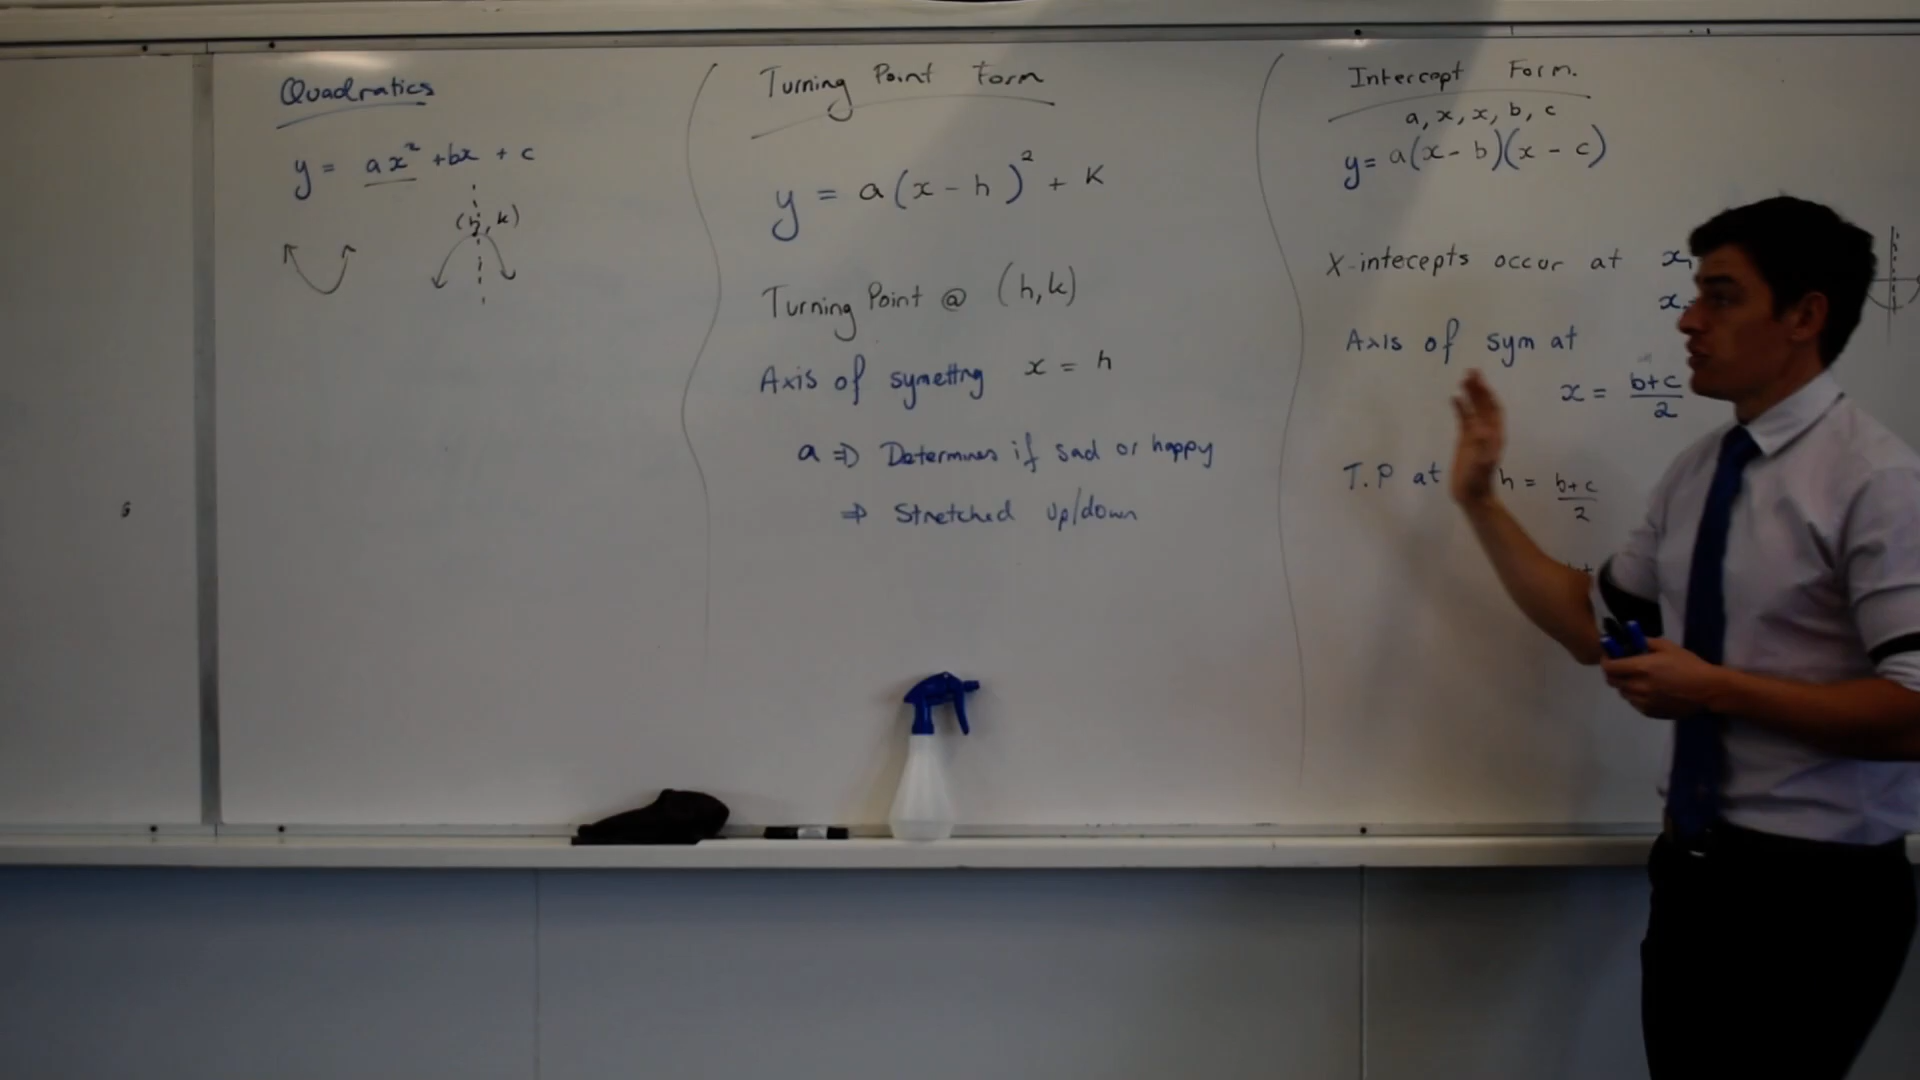 Quadratics
y = ax² + bx + c
(h, k)
Turning Point Form
y = a(x - h)² + K
Turning Point @ (h, k)
Axis of symettry x = h
a ⇒ Determines if sad or happy
⇒ Stretched up/down
Intercept Form.
a, x, x, b, c
y = a(x - b)(x - c)
X-intecepts occur at x
x
Axis of sym at
x = b+c/2
T.P at h = b+c/2